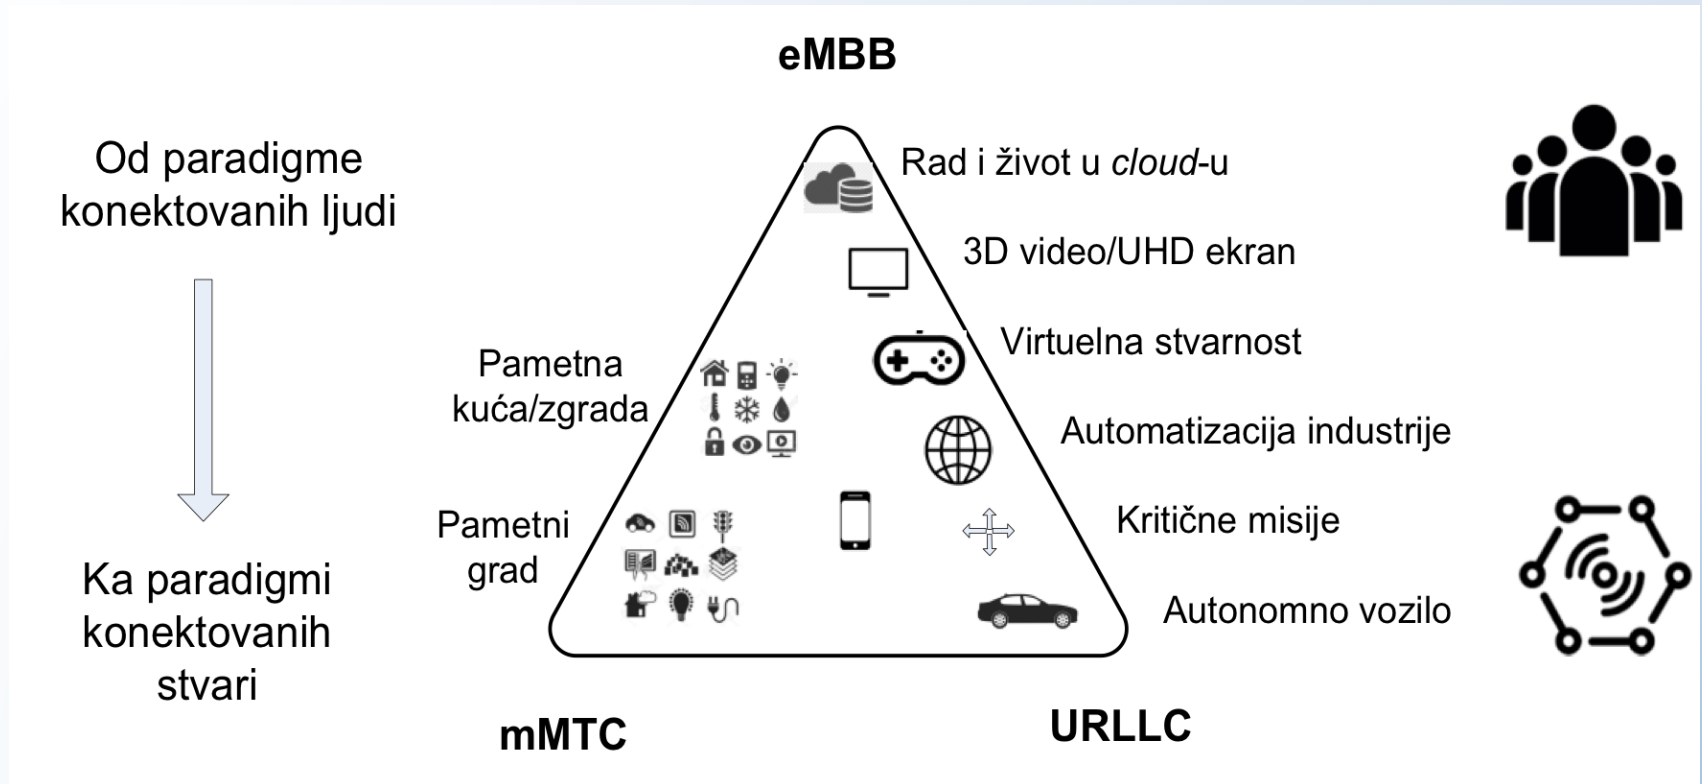 eMBB
Od paradigme
konektovanih ljudi
Ka paradigmi
konektovanih
stvari
Rad i život u cloud-u
3D video/UHD ekran
Virtuelna stvarnost
Automatizacija industrije
Kritične misije
Autonomno vozilo
Pametna
kuća/zgrada
Pametni
grad
mMTC
URLLC